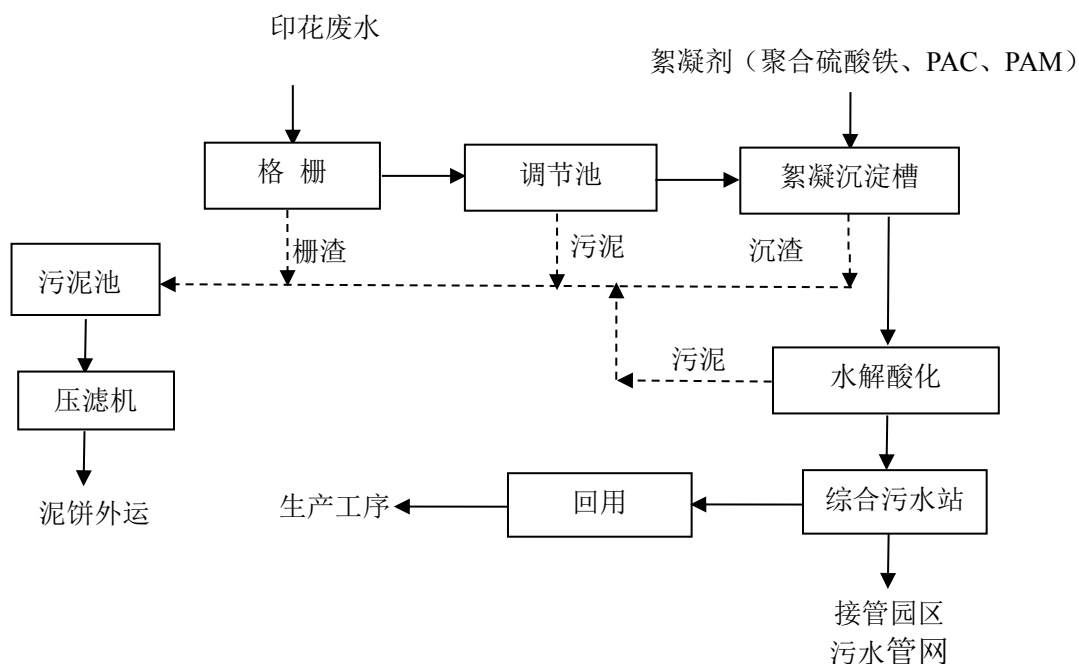 印花废水
絮凝剂（聚合硫酸铁、PAC、PAM）
格 栅
调节池
絮凝沉淀槽
栅渣
污泥
沉渣
污泥池
污泥
水解酸化
压滤机
泥饼外运
生产工序
回用
综合污水站
接管园区
污水管网